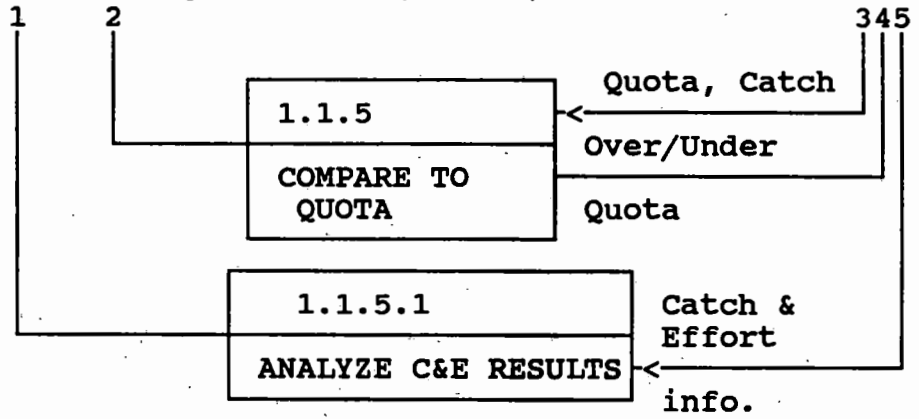 1 2 345
Quota, Catch
1.1.5
Over/Under
COMPARE TO
QUOTA
Quota
1.1.5.1
Catch &
Effort
ANALYZE C&E RESULTS
info.